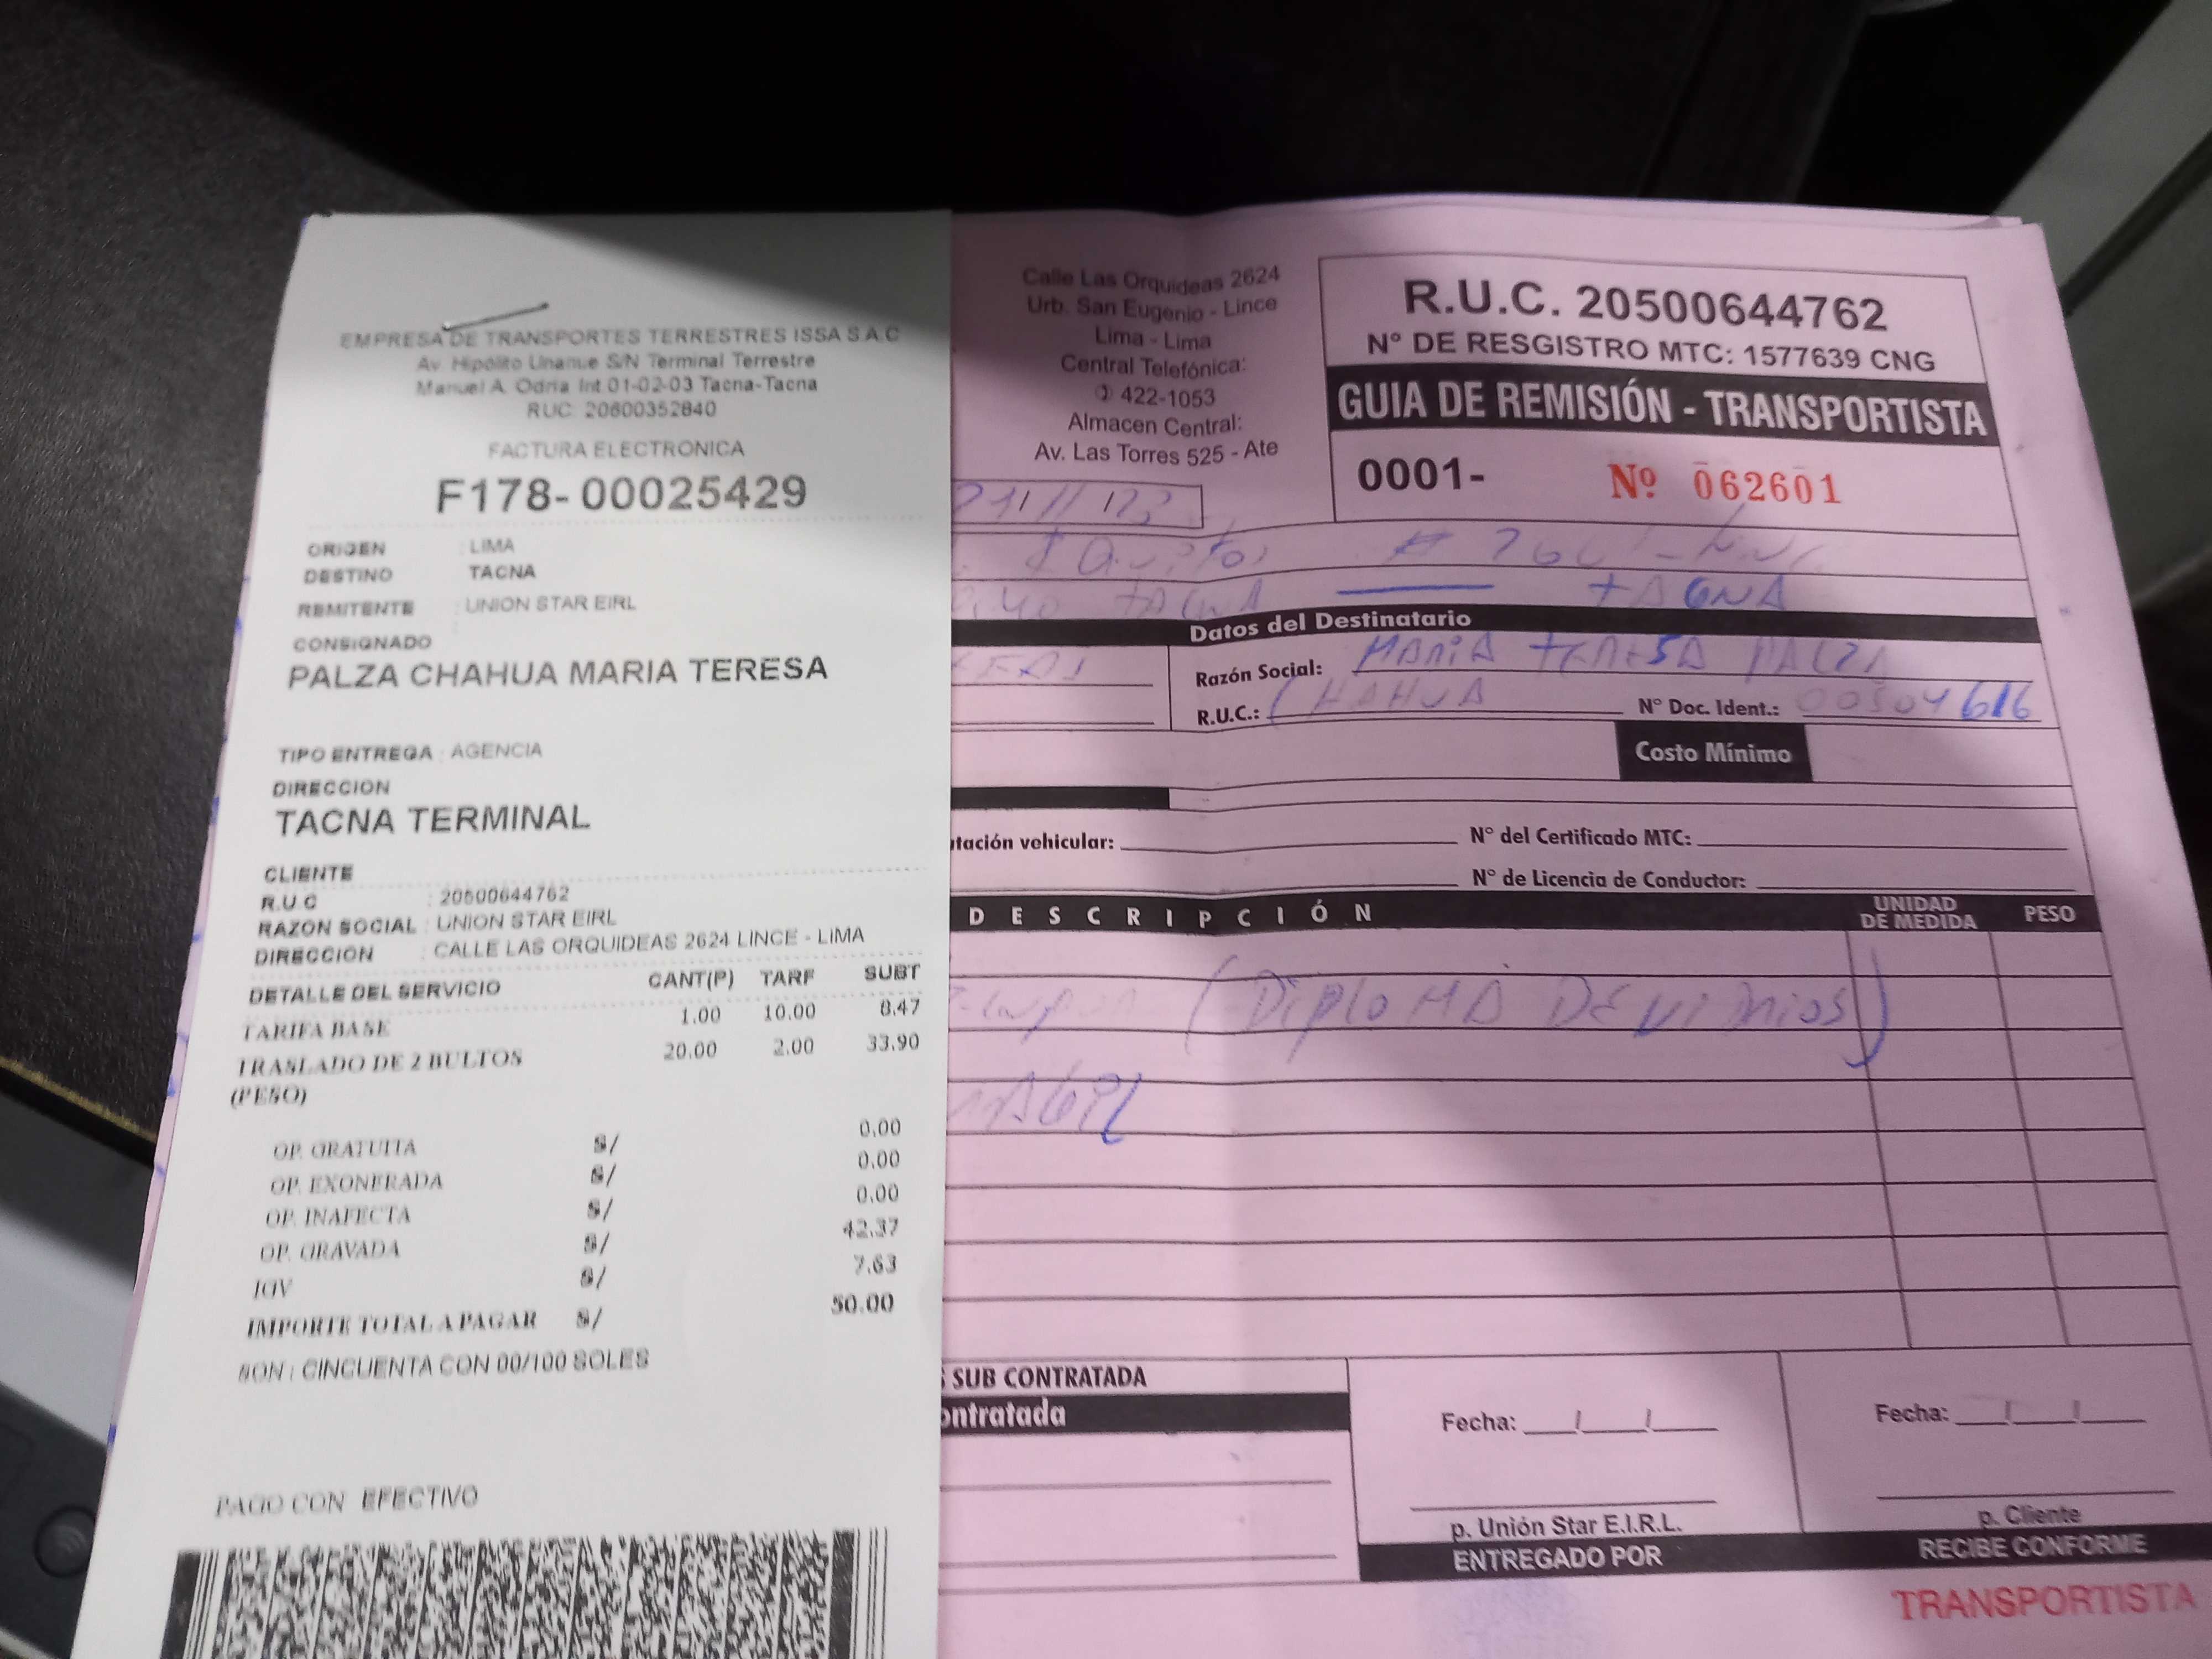 EMPRESA DE TRANSPORTES TERRESTRES ISSA S.A.C
Av. Hipólito Unanue S/N Terminal Terrestre
Manuel A. Odria Int 01-02-03 Tacna-Tacna
RUC: 20600352840
FACTURA ELECTRONICA
F178-00025429
ORIGEN : LIMA
DESTINO TACNA
REMITENTE : UNION STAR EIRL
CONSIGNADO :
PALZA CHAHUA MARIA TERESA
TIPO ENTREGA : AGENCIA
DIRECCION
TACNA TERMINAL
CLIENTE
R.U.C : 20500644762
RAZON SOCIAL : UNION STAR EIRL
DIRECCION : CALLE LAS ORQUIDEAS 2624 LINCE - LIMA
DETALLE DEL SERVICIO CANT(P) TARF SUBT
TARIFA BASE 1.00 10.00 8.47
TRASLADO DE 2 BULTOS 20.00 2.00 33.90
(PESO)
OP. GRATUITA S/ 0.00
OP. EXONERADA S/ 0.00
OP. INAFECTA S/ 0.00
OP. GRAVADA S/ 42.37
IGV S/ 7.63
IMPORTE TOTAL A PAGAR S/ 50.00
SON : CINCUENTA CON 00/100 SOLES
PAGO CON EFECTIVO
Calle Las Orquideas 2624
Urb. San Eugenio - Lince
Lima - Lima
Central Telefónica:
422-1053
Almacen Central:
Av. Las Torres 525 - Ate
R.U.C. 20500644762
N° DE RESGISTRO MTC: 1577639 CNG
GUIA DE REMISIÓN - TRANSPORTISTA
0001- Nº 062601
TACNA TACNA
Datos del Destinatario
Razón Social: MARIA TERESA PALZA
R.U.C.: CHAHUA N° Doc. Ident.: 00504616
Costo Mínimo
tación vehicular: N° del Certificado MTC:
N° de Licencia de Conductor:
DESCRIPCIÓN UNIDAD DE MEDIDA PESO
(Diploma DE VIMIOS)
SUB CONTRATADA
ontratada
Fecha: / /
p. Unión Star E.I.R.L.
ENTREGADO POR
Fecha: / /
p. Cliente
RECIBE CONFORME
TRANSPORTISTA